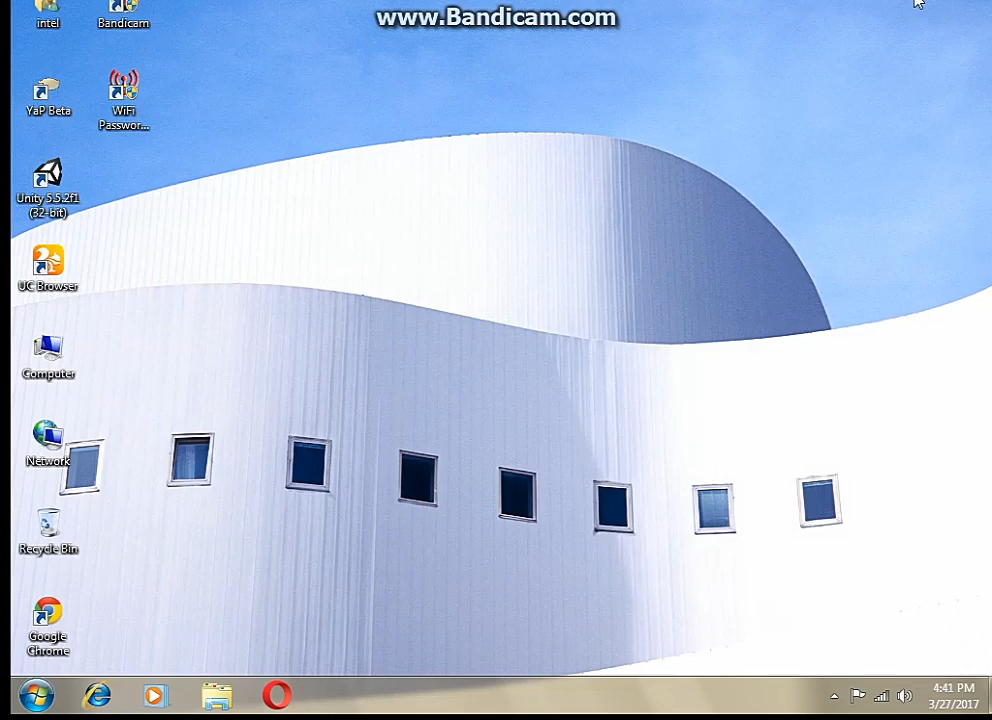 www.Bandicam.com
intel
Bandicam
YaP Beta
WiFi
Passwor...
Unity 5.5.2f1
(32-bit)
UC Browser
Computer
Network
Recycle Bin
Google
Chrome
4:41 PM
3/27/2017